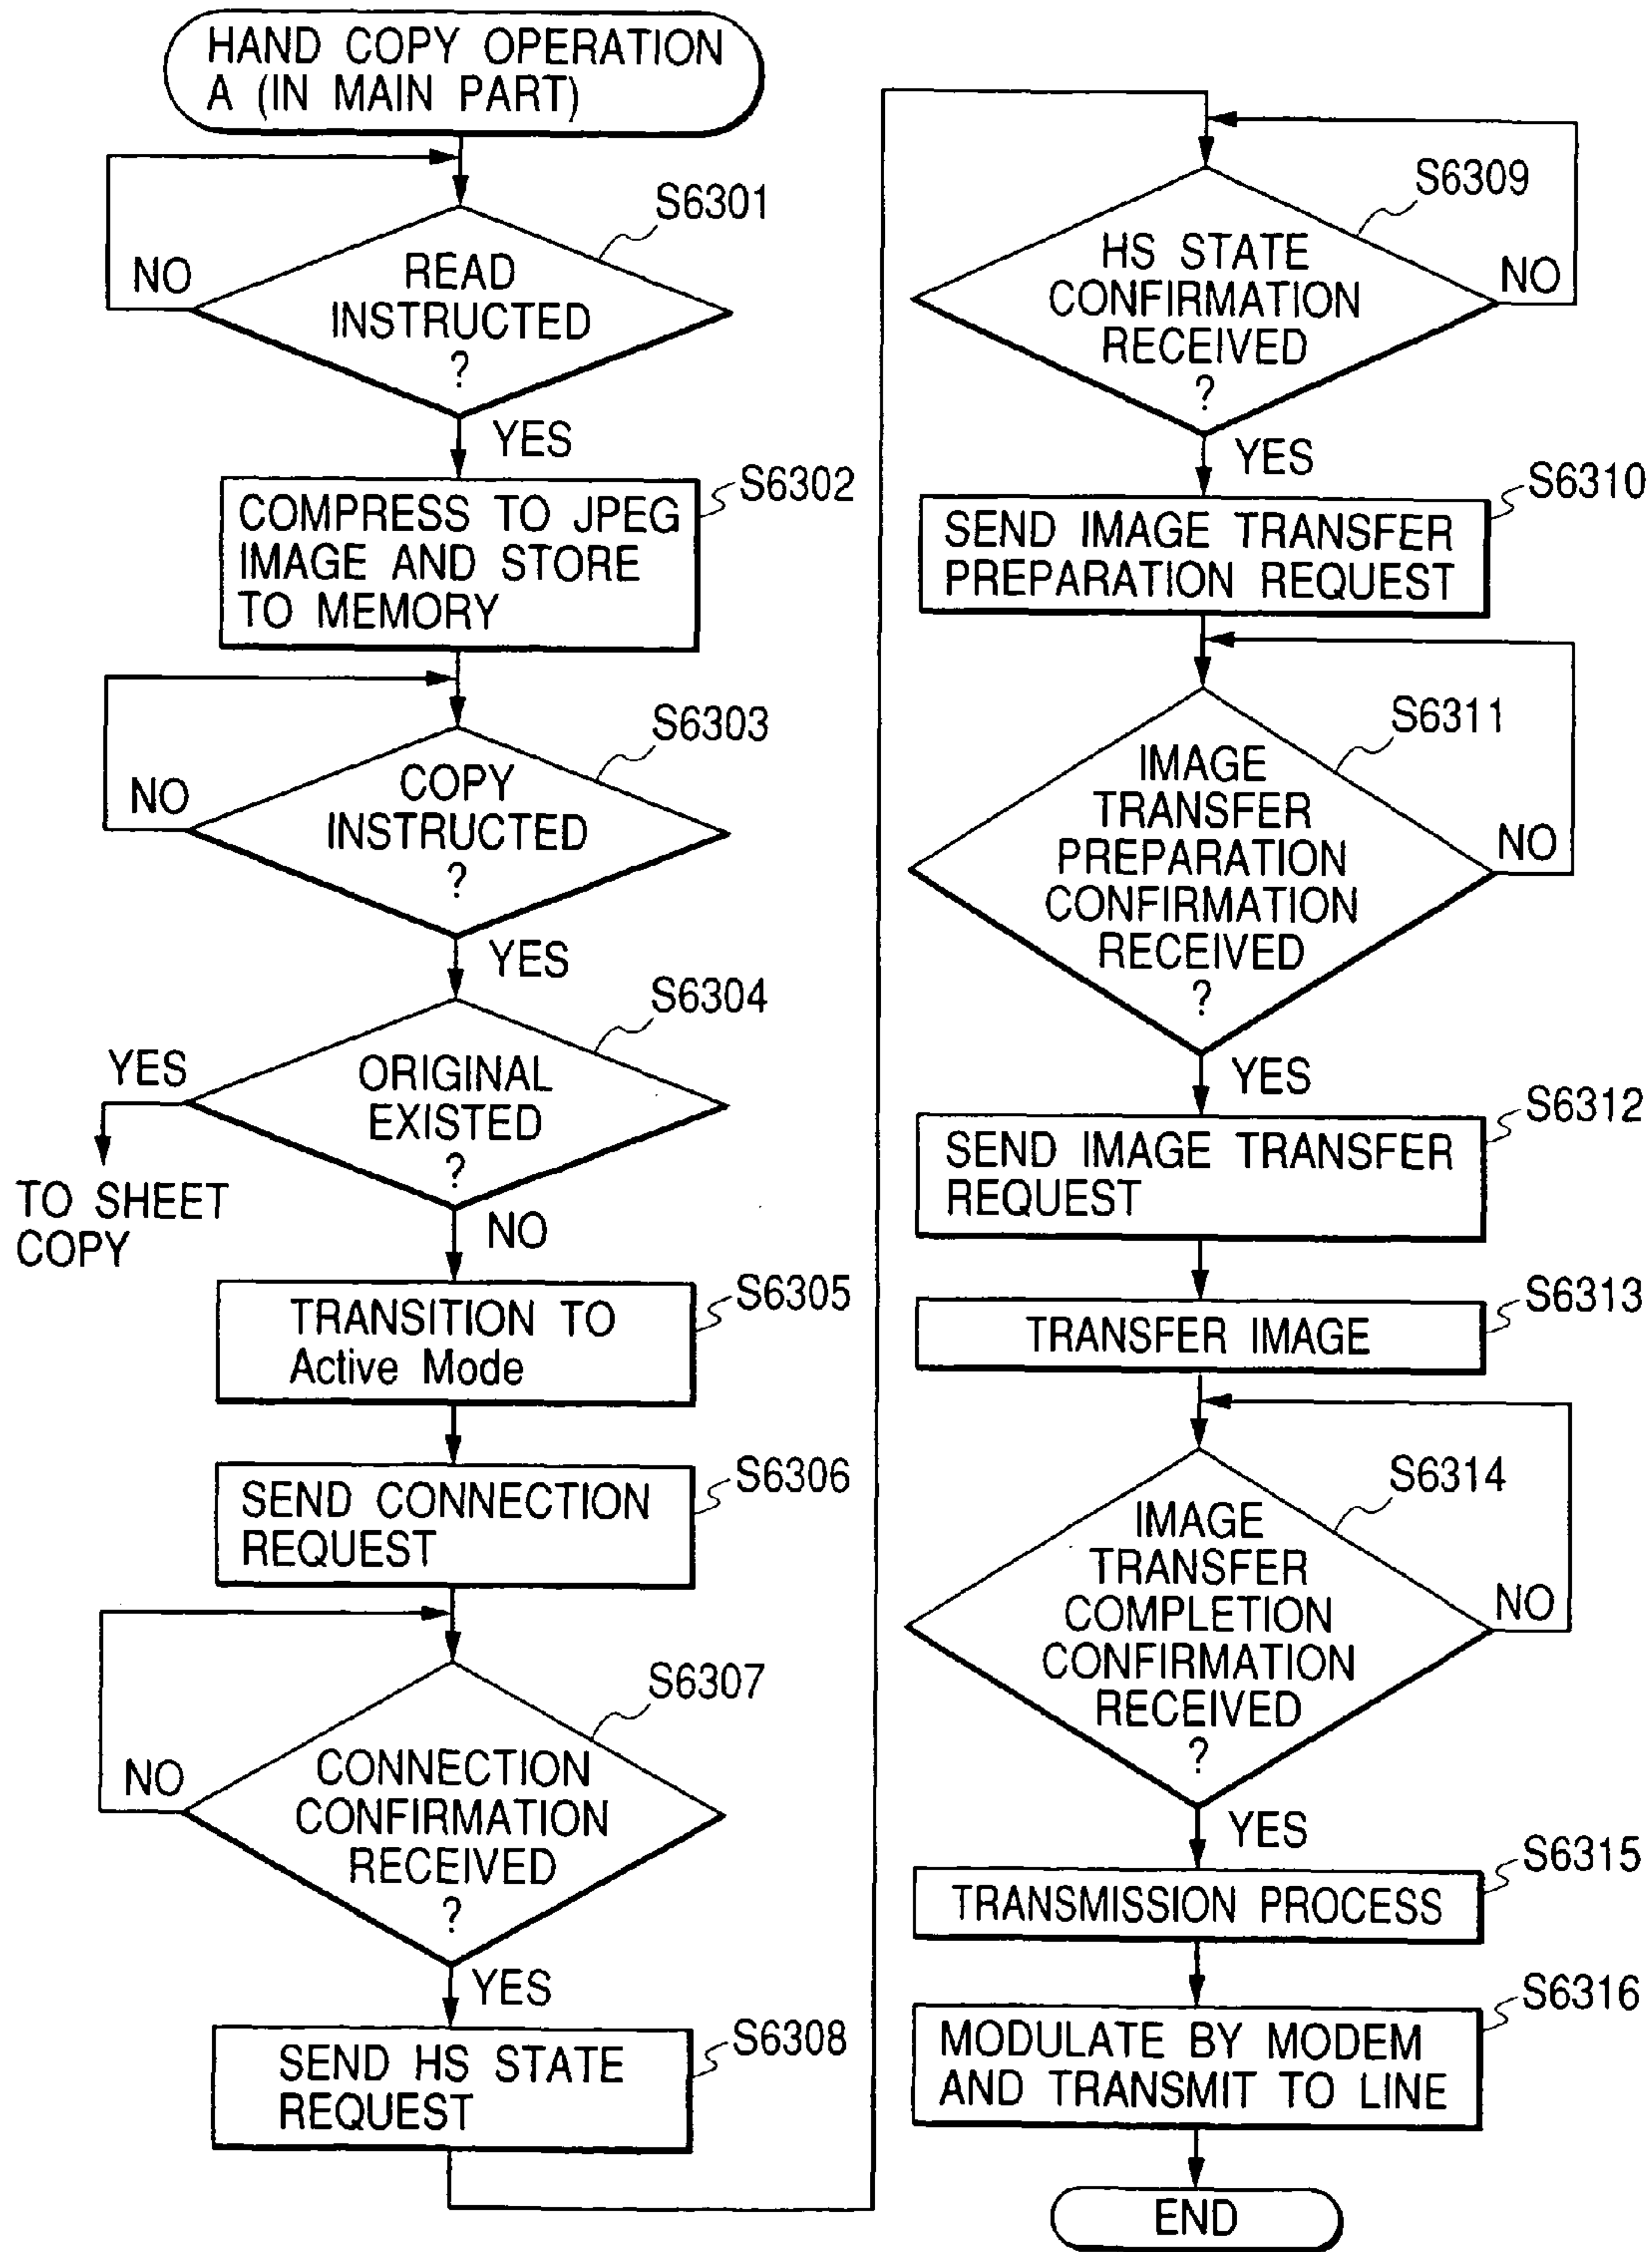 HAND COPY OPERATION
A (IN MAIN PART)
S6301
NO
READ
INSTRUCTED
?
YES
S6302
COMPRESS TO JPEG
IMAGE AND STORE
TO MEMORY
S6303
NO
COPY
INSTRUCTED
?
YES
S6304
YES
ORIGINAL
EXISTED
?
TO SHEET
COPY
NO
S6305
TRANSITION TO
Active Mode
S6306
SEND CONNECTION
REQUEST
S6307
NO
CONNECTION
CONFIRMATION
RECEIVED
?
YES
S6308
SEND HS STATE
REQUEST
S6309
HS STATE
CONFIRMATION
RECEIVED
?
NO
YES
S6310
SEND IMAGE TRANSFER
PREPARATION REQUEST
S6311
IMAGE
TRANSFER
PREPARATION
CONFIRMATION
RECEIVED
?
NO
YES
S6312
SEND IMAGE TRANSFER
REQUEST
S6313
TRANSFER IMAGE
S6314
IMAGE
TRANSFER
COMPLETION
CONFIRMATION
RECEIVED
?
NO
YES
S6315
TRANSMISSION PROCESS
S6316
MODULATE BY MODEM
AND TRANSMIT TO LINE
END